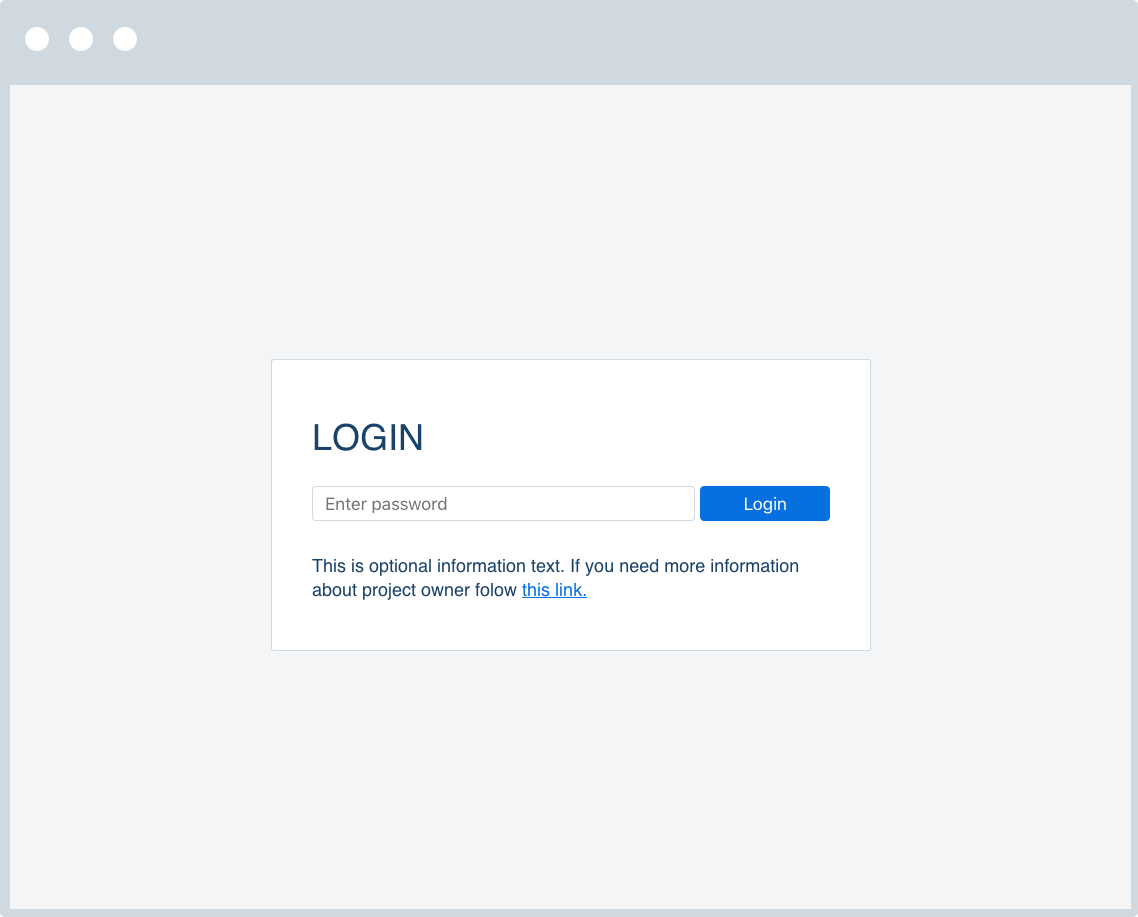 LOGIN
Enter password
Login
This is optional information text. If you need more information
about project owner folow this link.